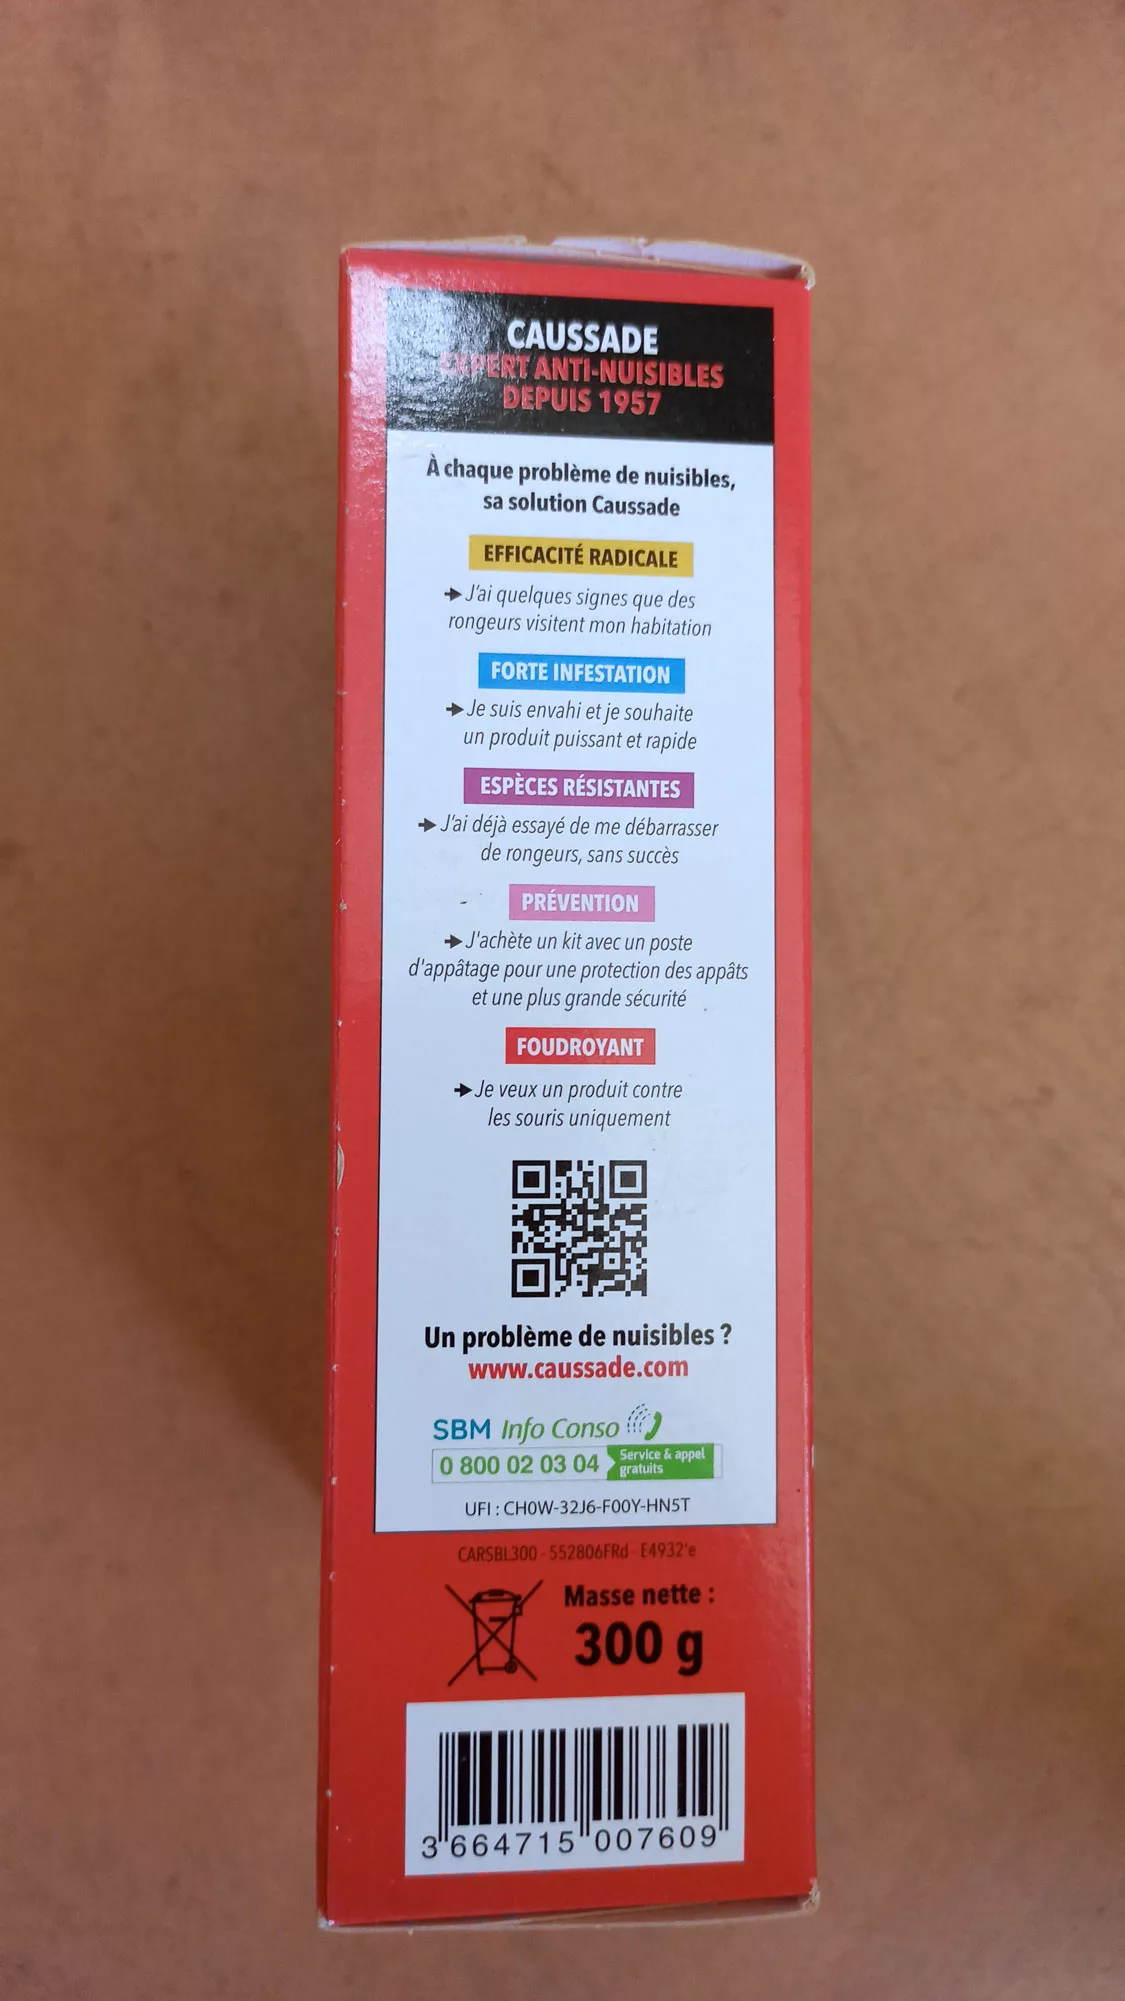 CAUSSADE
EXPERT ANTI-NUISIBLES
DEPUIS 1957
À chaque problème de nuisibles,
sa solution Caussade
EFFICACITÉ RADICALE
→ J'ai quelques signes que des
rongeurs visitent mon habitation
FORTE INFESTATION
→ Je suis envahi et je souhaite
un produit puissant et rapide
ESPÈCES RÉSISTANTES
→ J'ai déjà essayé de me débarrasser
de rongeurs, sans succès
PRÉVENTION
→ J'achète un kit avec un poste
d'appâtage pour une protection des appâts
et une plus grande sécurité
FOUDROYANT
→ Je veux un produit contre
les souris uniquement
Un problème de nuisibles ?
www.caussade.com
SBM Info Conso
0 800 02 03 04 Service & appel
gratuits
UFI : CH0W-32J6-F00Y-HN5T
CARSBL300 - 552806FRd - E4932'e
Masse nette :
300 g
3 664715 007609